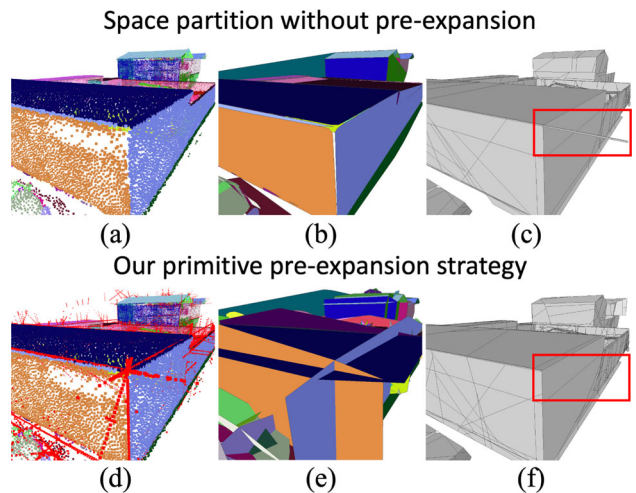 Space partition without pre-expansion
(a) (b) (c)
Our primitive pre-expansion strategy
(d) (e) (f)